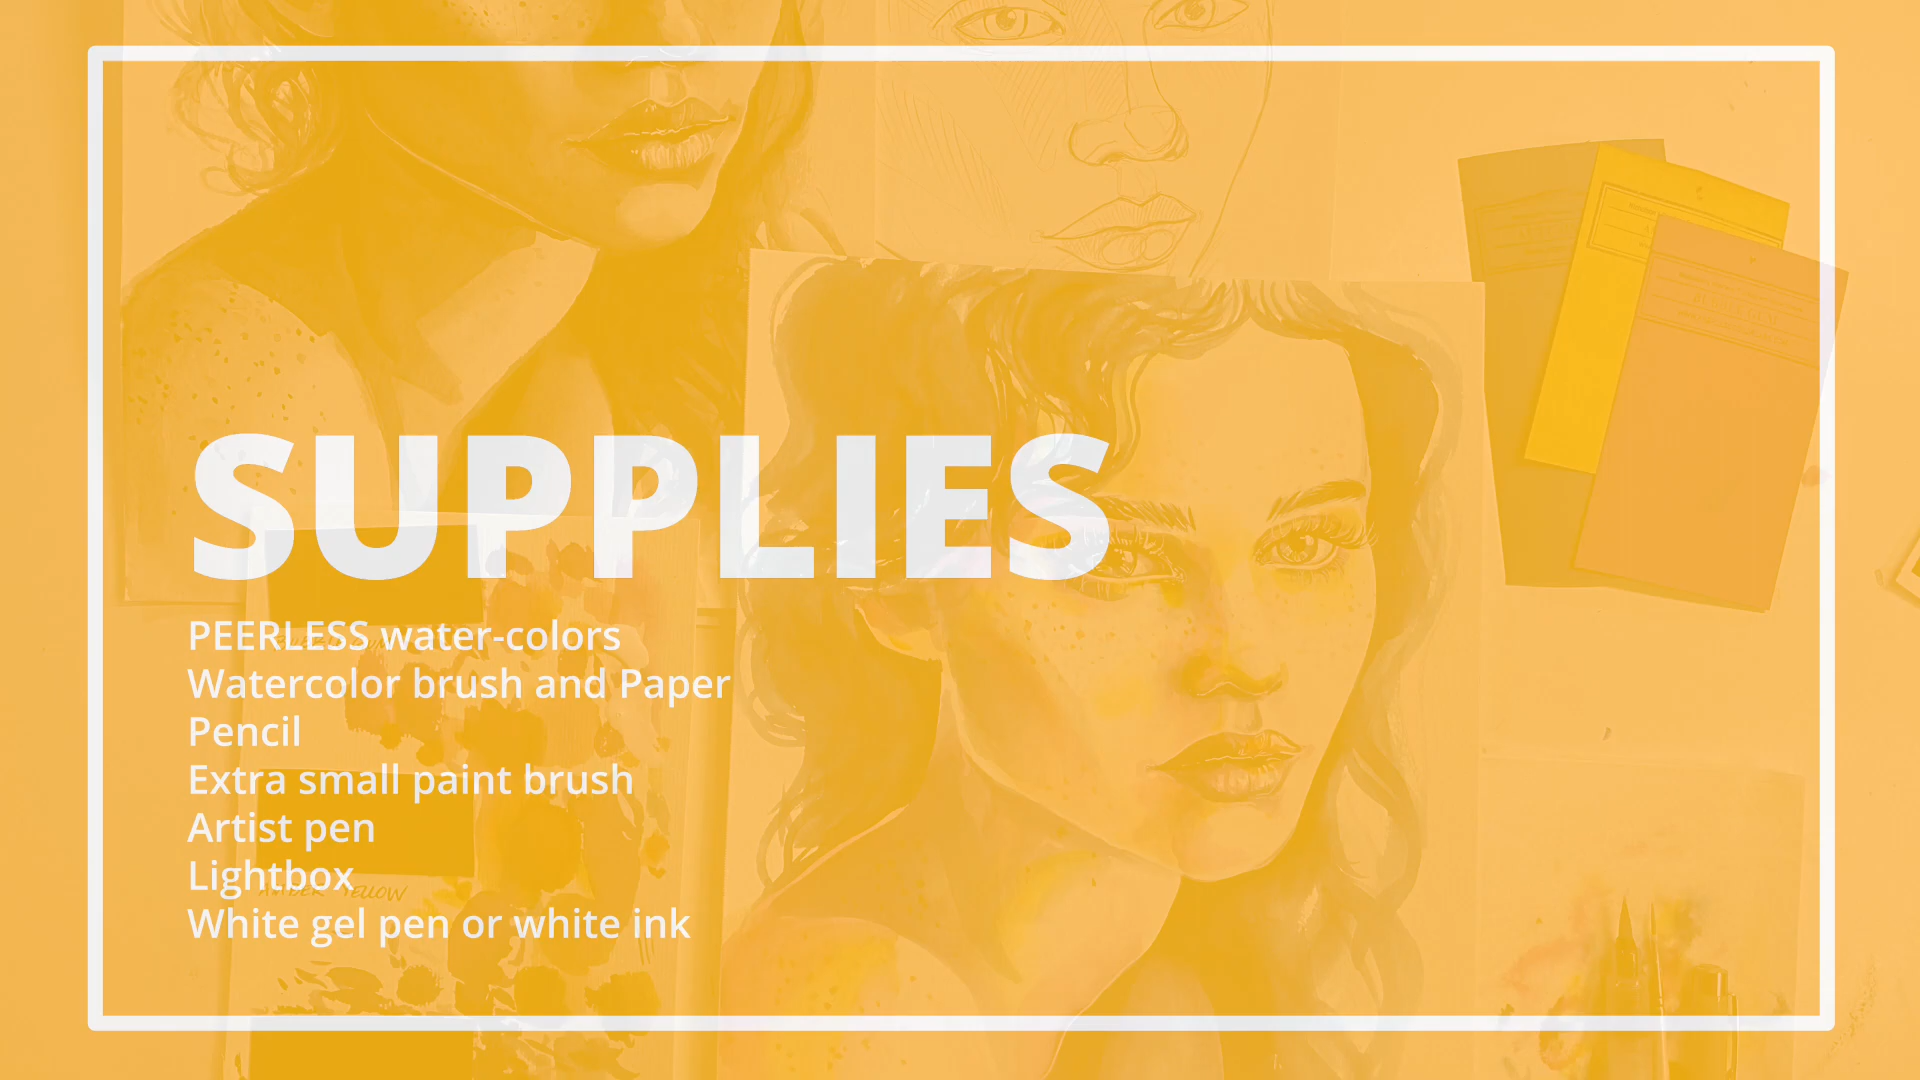 SUPPLIES
PEERLESS water-colors
Watercolor brush and Paper
Pencil
Extra small paint brush
Artist pen
Lightbox
White gel pen or white ink
YELLOW